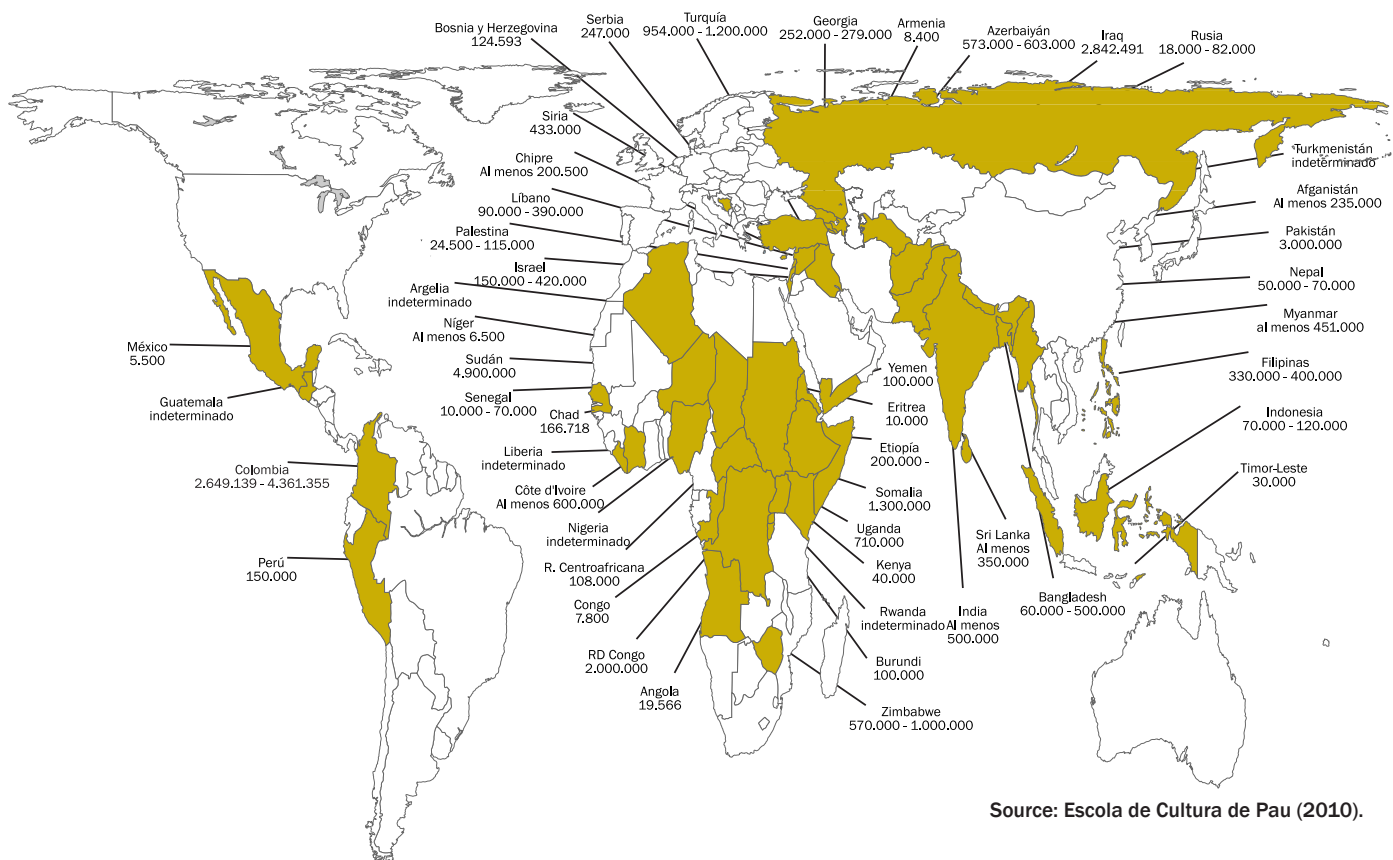 Bosnia y Herzegovina
124.593
Serbia
247.000
Turquía
954.000 - 1.200.000
Georgia
252.000 - 279.000
Armenia
8.400
Azerbaiyán
573.000 - 603.000
Iraq
2.842.491
Rusia
18.000 - 82.000
Siria
433.000
Chipre
Al menos 200.500
Líbano
90.000 - 390.000
Palestina
24.500 - 115.000
Israel
150.000 - 420.000
Argelia
indeterminado
Níger
Al menos 6.500
Sudán
4.900.000
Senegal
10.000 - 70.000
Chad
166.718
Liberia
indeterminado
Côte d'Ivoire
Al menos 600.000
Nigeria
indeterminado
R. Centroafricana
108.000
Congo
7.800
RD Congo
2.000.000
Angola
19.566
México
5.500
Guatemala
indeterminado
Colombia
2.649.139 - 4.361.355
Perú
150.000
Turkmenistán
indeterminado
Afganistán
Al menos 235.000
Pakistán
3.000.000
Nepal
50.000 - 70.000
Myanmar
al menos 451.000
Filipinas
330.000 - 400.000
Indonesia
70.000 - 120.000
Timor-Leste
30.000
Yemen
100.000
Eritrea
10.000
Etiopía
200.000 -
Somalia
1.300.000
Uganda
710.000
Kenya
40.000
Rwanda
indeterminado
Burundi
100.000
Zimbabwe
570.000 - 1.000.000
India
Al menos
500.000
Sri Lanka
Al menos
350.000
Bangladesh
60.000 - 500.000
Source: Escola de Cultura de Pau (2010).